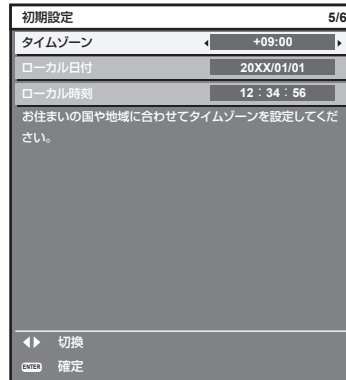 初期設定 5/6
タイムゾーン +09:00
ローカル日付 20XX/01/01
ローカル時刻 12：34：56
お住まいの国や地域に合わせてタイムゾーンを設定してくだ
さい。
切換
ENTER 確定